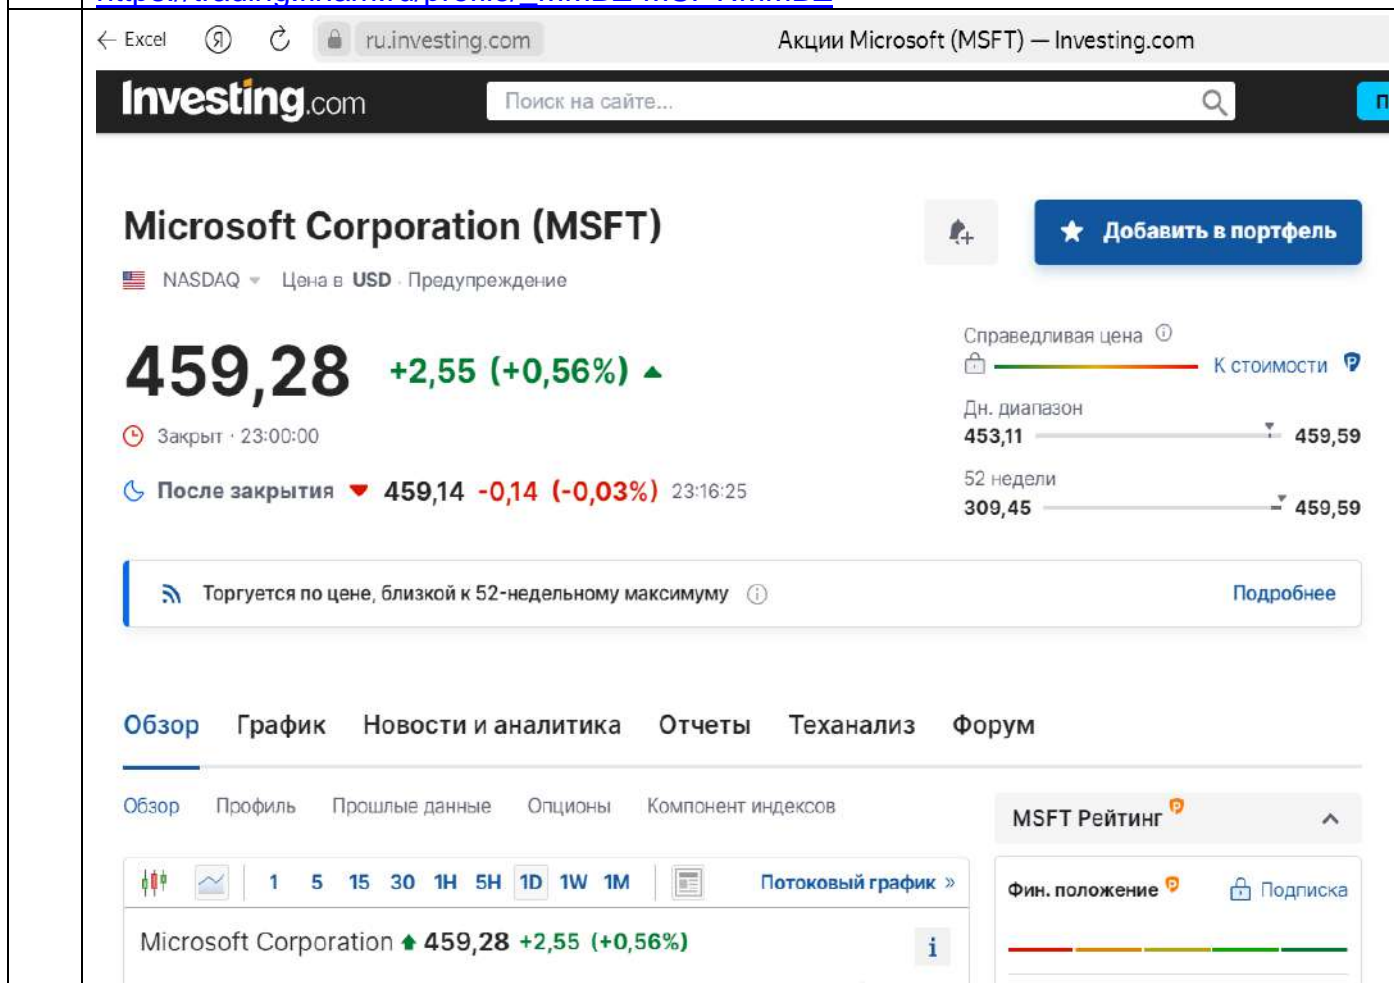 ← Excel ru.investing.com Акции Microsoft (MSFT) — Investing.com
Investing.com Поиск на сайте...
Microsoft Corporation (MSFT)
Добавить в портфель
NASDAQ Цена в USD · Предупреждение
459,28 +2,55 (+0,56%)
Справедливая цена
К стоимости
Закрыт · 23:00:00
Дн. диапазон
453,11 459,59
После закрытия 459,14 -0,14 (-0,03%) 23:16:25
52 недели
309,45 459,59
Торгуется по цене, близкой к 52-недельному максимуму Подробнее
Обзор График Новости и аналитика Отчеты Теханализ Форум
Обзор Профиль Прошлые данные Опционы Компонент индексов
MSFT Рейтинг
1 5 15 30 1H 5H 1D 1W 1M Потоковый график »
Фин. положение Подписка
Microsoft Corporation 459,28 +2,55 (+0,56%)